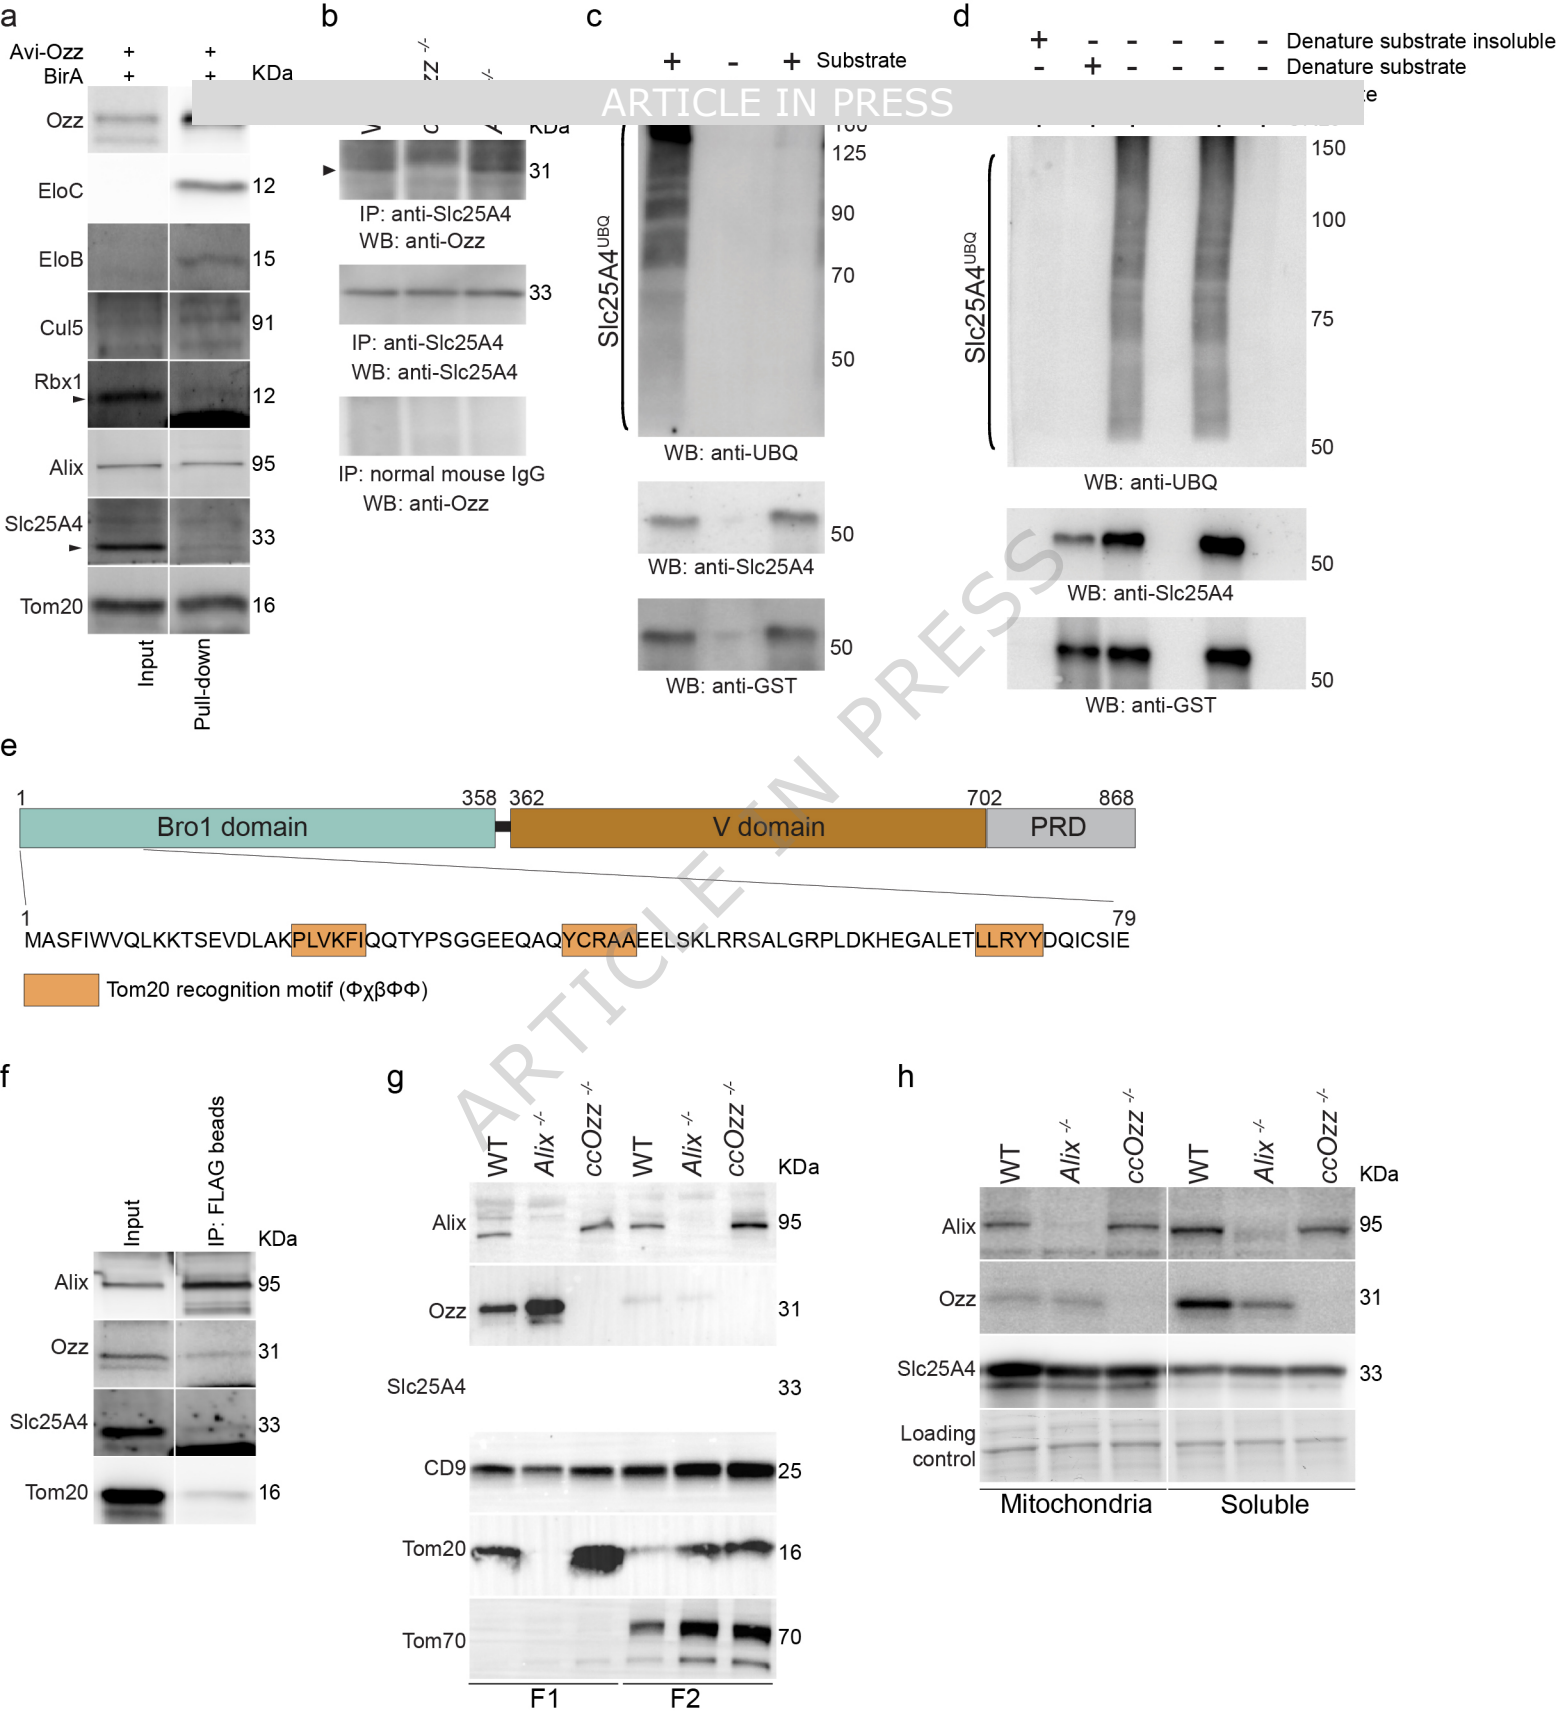 a
Avi-Ozz + +
BirA + + KDa
Ozz
EloC 12
EloB 15
Cul5 91
Rbx1 12
Alix 95
Slc25A4 33
Tom20 16
Input
Pull-down
b
-/-
-/-
KDa
31
IP: anti-Slc25A4
WB: anti-Ozz
33
IP: anti-Slc25A4
WB: anti-Slc25A4
IP: normal mouse IgG
WB: anti-Ozz
c
+ - + Substrate
ARTICLE IN PRESS
125
90
70
50
Slc25A4UBQ
WB: anti-UBQ
50
WB: anti-Slc25A4
50
WB: anti-GST
d
+ - - - - - Denature substrate insoluble
- + - - - - Denature substrate
150
100
75
50
Slc25A4UBQ
WB: anti-UBQ
50
WB: anti-Slc25A4
50
WB: anti-GST
e
1 358 362 702 868
Bro1 domain V domain PRD
1 79
MASFIWVQLKKTSEVDLAKPLVKFIQQTYPSGGEEQAQYCRAAEELSKLRRSALGRPLDKHEGALETLLRYYDQICSIE
Tom20 recognition motif (ΦχβΦΦ)
ARTICLE IN PRESS
f
Input
IP: FLAG beads
KDa
Alix 95
Ozz 31
Slc25A4 33
Tom20 16
g
WT Alix -/- ccOzz -/- WT Alix -/- ccOzz -/- KDa
Alix 95
Ozz 31
Slc25A4 33
CD9 25
Tom20 16
Tom70 70
F1 F2
h
WT Alix -/- ccOzz -/- WT Alix -/- ccOzz -/- KDa
Alix 95
Ozz 31
Slc25A4 33
Loading
control
Mitochondria Soluble